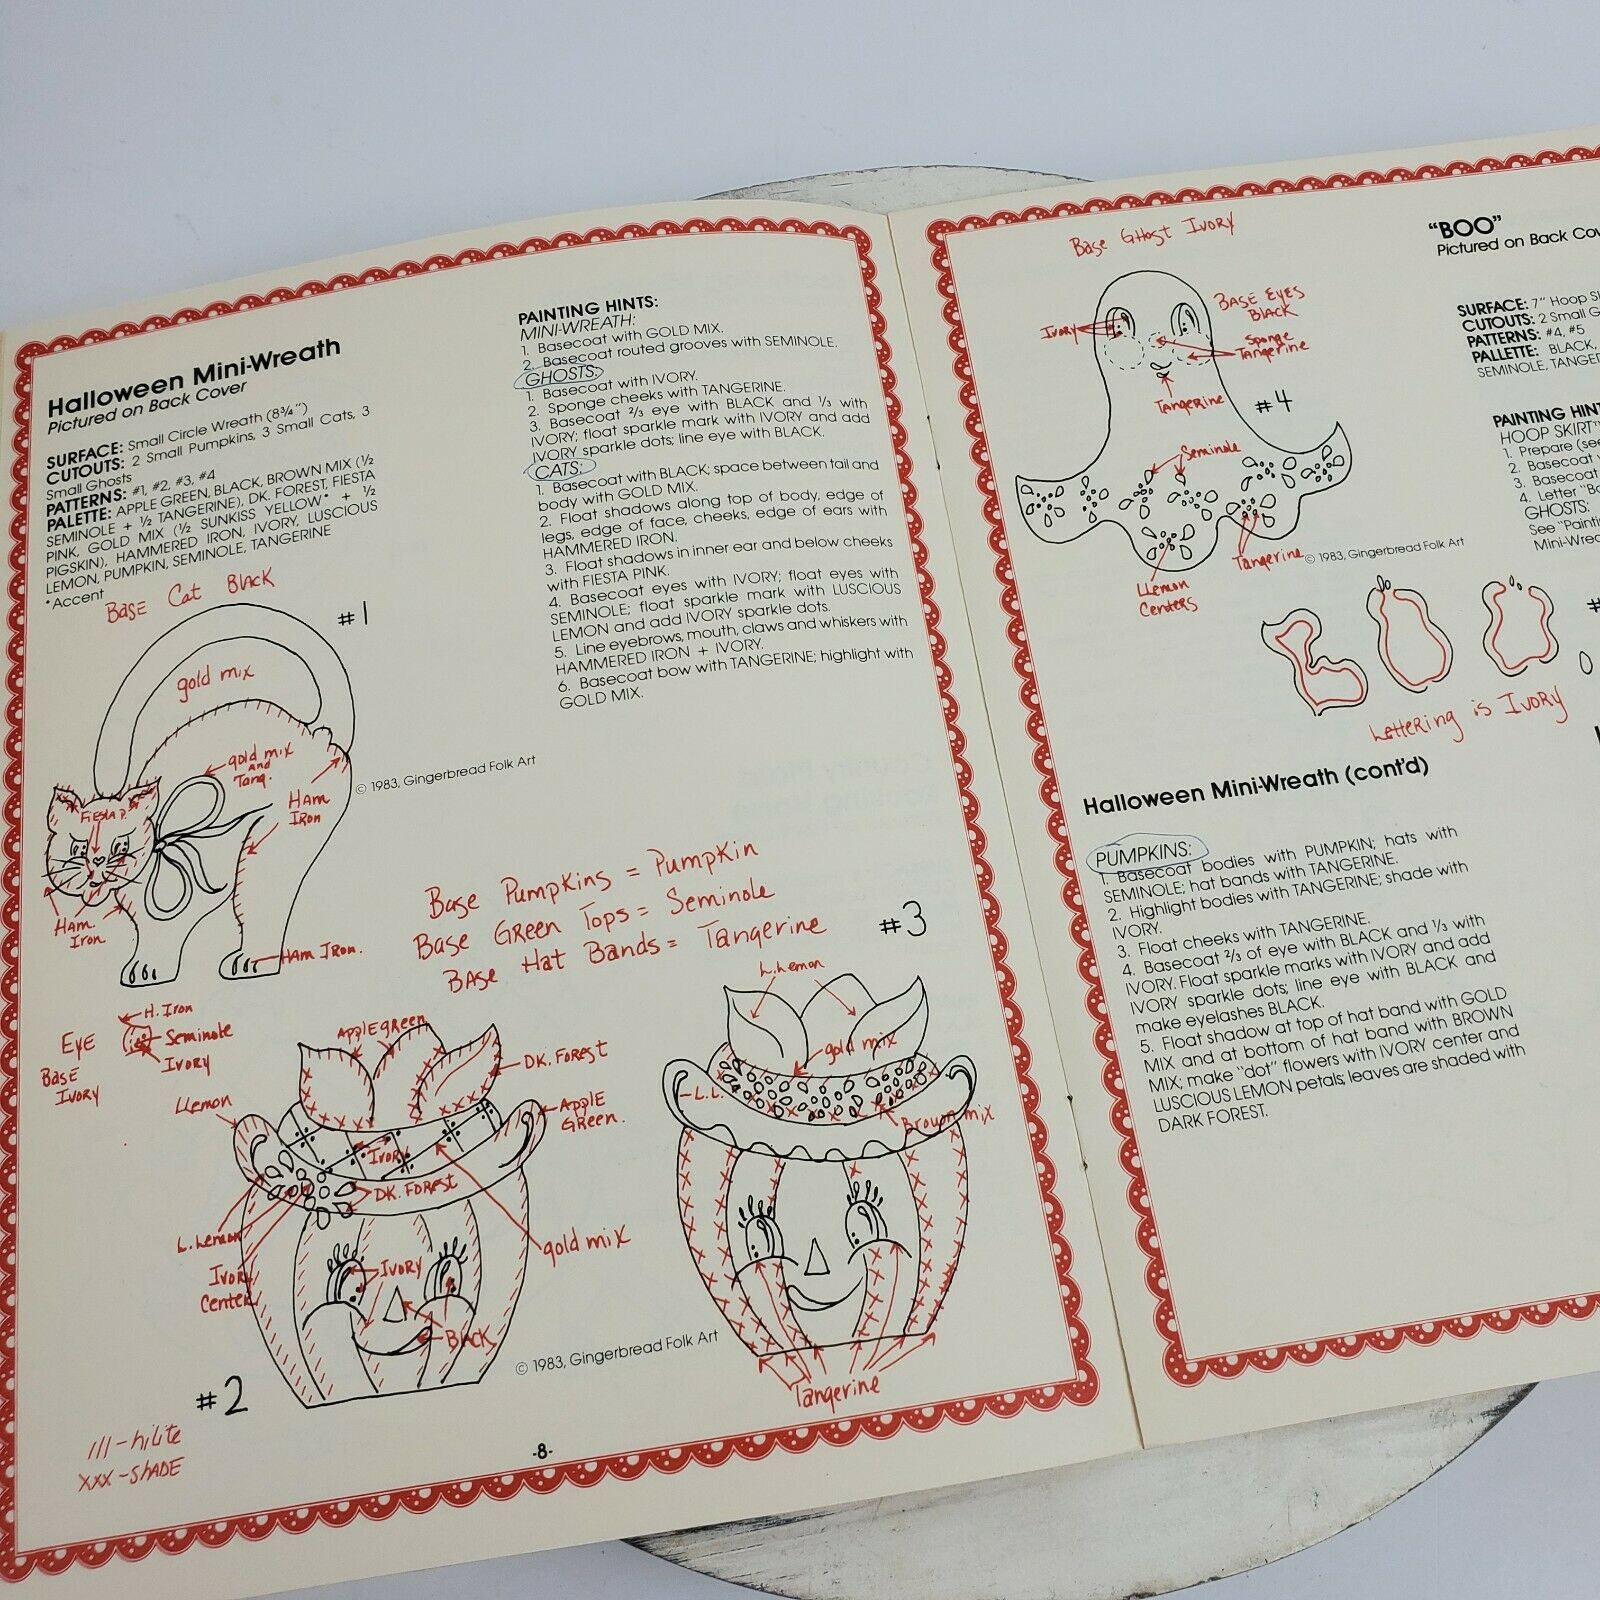 Halloween Mini-Wreath
Pictured on Back Cover
SURFACE: Small Circle Wreath (8¾")
CUTOUTS: 2 Small Pumpkins, 3 Small Cats, 3
Small Ghosts
PATTERNS: #1, #2, #3, #4
PALETTE: APPLE GREEN, BLACK, BROWN MIX (½
SEMINOLE + ½ TANGERINE), DK. FOREST, FIESTA
PINK, GOLD MIX (½ SUNKISS YELLOW* + ½
PIGSKIN), HAMMERED IRON, IVORY, LUSCIOUS
LEMON, PUMPKIN, SEMINOLE, TANGERINE
*Accent
BASE Cat BlACK
#1
gold mix
gold mix
AND
Tang.
Fiesta P.
HAM
IRON
HAM.
IRON
HAM IRON.
© 1983, Gingerbread Folk Art
PAINTING HINTS:
MINI-WREATH:
1. Basecoat with GOLD MIX.
2. Basecoat routed grooves with SEMINOLE.
GHOSTS:
1. Basecoat with IVORY.
2. Sponge cheeks with TANGERINE.
3. Basecoat ⅔ eye with BLACK and ⅓ with
IVORY; float sparkle mark with IVORY and add
IVORY sparkle dots; line eye with BLACK.
CATS:
1. Basecoat with BLACK; space between tail and
body with GOLD MIX.
2. Float shadows along top of body, edge of
legs, edge of face, cheeks, edge of ears with
HAMMERED IRON.
3. Float shadows in inner ear and below cheeks
with FIESTA PINK.
4. Basecoat eyes with IVORY; float eyes with
SEMINOLE; float sparkle mark with LUSCIOUS
LEMON and add IVORY sparkle dots.
5. Line eyebrows, mouth, claws and whiskers with
HAMMERED IRON + IVORY.
6. Basecoat bow with TANGERINE; highlight with
GOLD MIX.
Base Pumpkins = Pumpkin
Base Green Tops = Seminole
BASE Hat Bands = Tangerine
#3
H. Iron
Seminole
IVORY
EYE
BASE
IVORY
LLemon
Apple green
DK. FOREST
Apple
Green.
IVORY
DK. FOREST
L. Lemon
IVORY
Center
gold mix
IVORY
BlACK
#2
L. Lemon
gold mix
L.L.
Brown mix
Tangerine
© 1983, Gingerbread Folk Art
/// - hilite
xxx - SHADE
-8-
Base Ghost Ivory
IVORY
BASE EYES
BlACK
Sponge
Tangerine
Tangerine
#4
Seminole
Tangerine
LLemon
Centers
© 1983, Gingerbread Folk Art
Lettering is Ivory
"BOO"
Pictured on Back
SURFACE: 7" Hoop
CUTOUTS: 2 Small
PATTERNS: #4, #5
PALLETTE: BLACK,
SEMINOLE,
PAINTING
HOOP SKIRT
1. Prepare
2. Basecoat
3. Basecoat
4. Letter
GHOSTS:
See
Halloween Mini-Wreath (cont'd)
PUMPKINS:
1. Basecoat bodies with PUMPKIN; hats with
SEMINOLE; hat bands with TANGERINE.
2. Highlight bodies with TANGERINE; shade with
IVORY.
3. Float cheeks with TANGERINE.
4. Basecoat ⅔ of eye with BLACK and ⅓ with
IVORY. Float sparkle marks with IVORY and add
IVORY sparkle dots; line eye with BLACK and
make eyelashes BLACK.
5. Float shadow at top of hat band with GOLD
MIX and at bottom of hat band with BROWN
MIX; make "dot" flowers with IVORY center and
LUSCIOUS LEMON petals; leaves are shaded with
DARK FOREST.